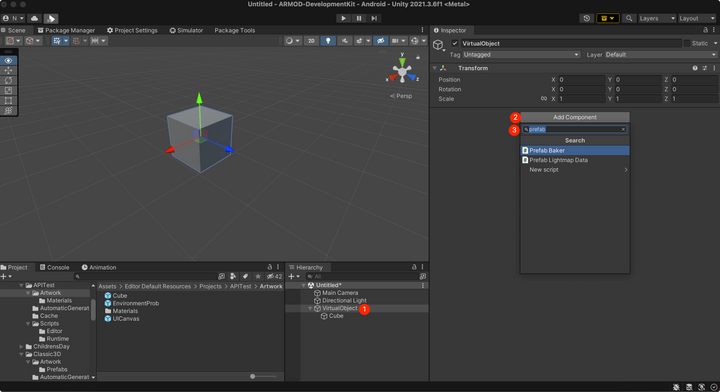 Untitled - ARMOD-DevelopmentKit - Android - Unity 2021.3.6f1 <Metal>
N
Layers
Layout
Scene
Package Manager
Project Settings
Simulator
Package Tools
2D
y
x
z
< Persp
Inspector
VirtualObject
Static
Tag Untagged
Layer Default
Transform
Position X 0 Y 0 Z 0
Rotation X 0 Y 0 Z 0
Scale X 1 Y 1 Z 1
2 Add Component
3 prefab
Search
Prefab Baker
Prefab Lightmap Data
New script
Project
Console
Animation
42
APITest
Artwork
Materials
AutomaticGenerat
Cache
Scripts
Editor
Runtime
ChildrensDay
Classic3D
Artwork
Prefabs
AutomaticGenerat
Assets > Editor Default Resources > Projects > APITest > Artwork
Cube
EnvironmentProb
Materials
UICanvas
Hierarchy
All
Untitled*
Main Camera
Directional Light
VirtualObject 1
Cube